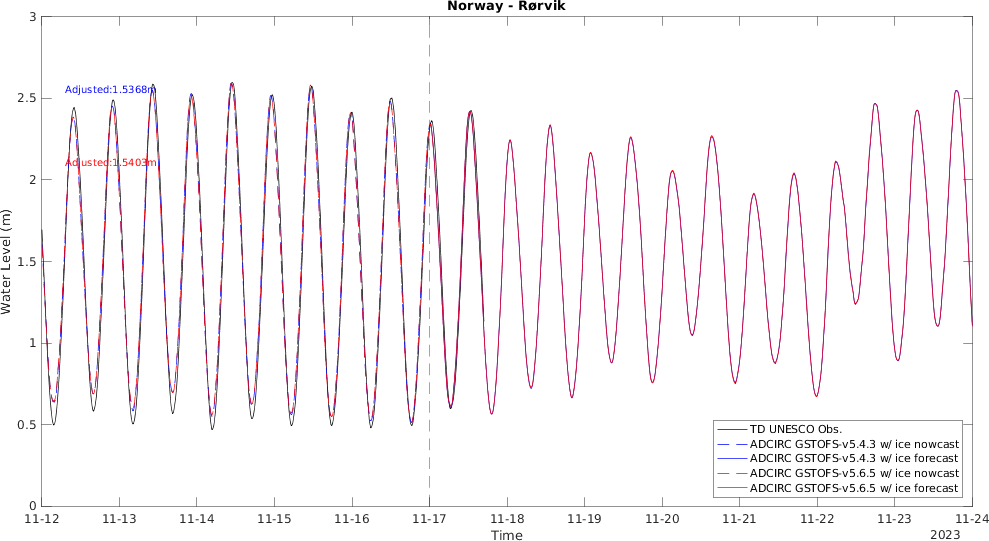 Norway - Rørvik
3
2.5
2
1.5
1
0.5
0
Water Level (m)
Adjusted:1.5368m
Adjusted:1.5403m
TD UNESCO Obs.
ADCIRC GSTOFS-v5.4.3 w/ ice nowcast
ADCIRC GSTOFS-v5.4.3 w/ ice forecast
ADCIRC GSTOFS-v5.6.5 w/ ice nowcast
ADCIRC GSTOFS-v5.6.5 w/ ice forecast
11-12 11-13 11-14 11-15 11-16 11-17 11-18 11-19 11-20 11-21 11-22 11-23 11-24
Time
2023